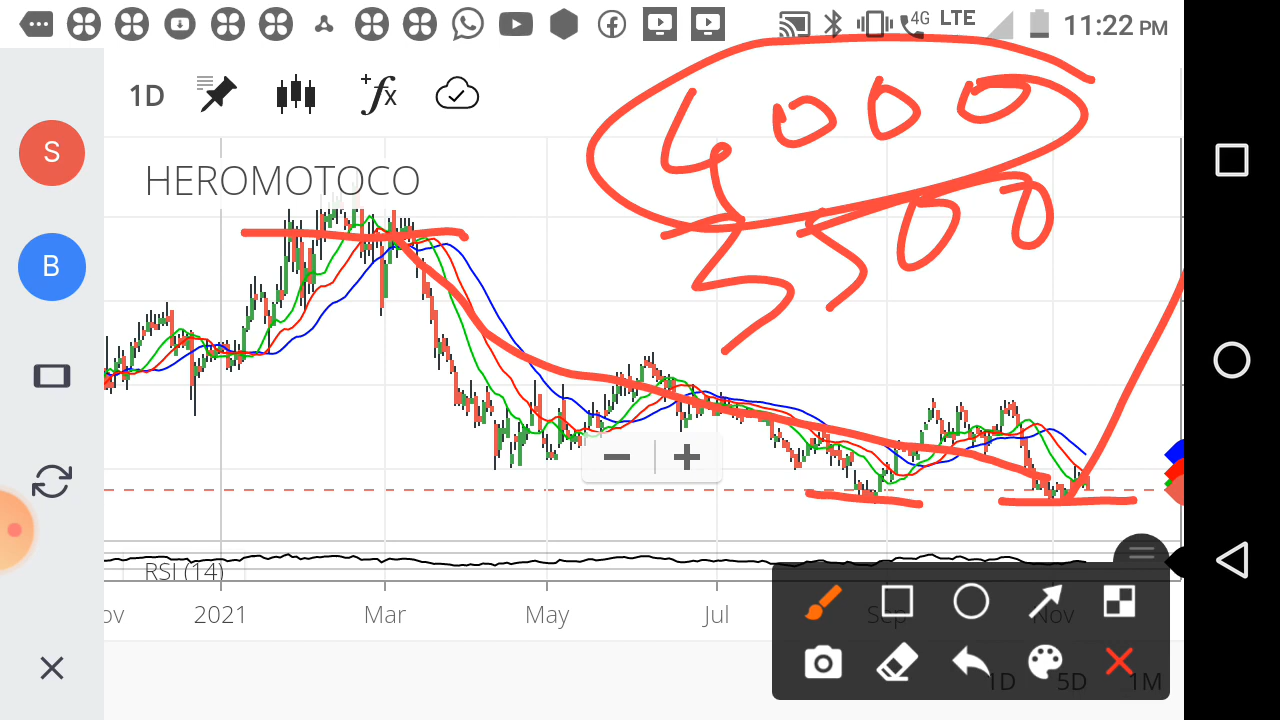 4G LTE 11:22 PM
1D
+fx
4000
S
HEROMOTOCO
3500
B
RSI (14)
ov 2021 Mar May Jul Sep Nov
1D 5D 1M